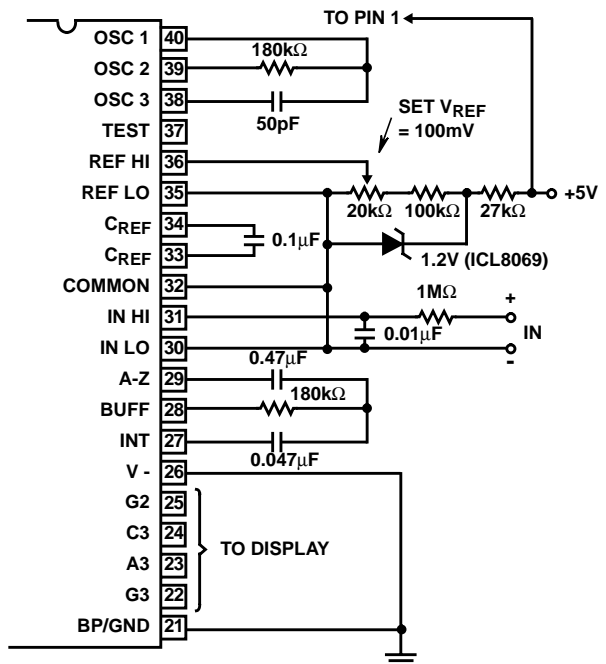 TO PIN 1
OSC 1 40
180kΩ
OSC 2 39
OSC 3 38
50pF
TEST 37
SET VREF
= 100mV
REF HI 36
REF LO 35
20kΩ 100kΩ 27kΩ
+5V
CREF 34
0.1µF
CREF 33
1.2V (ICL8069)
COMMON 32
1MΩ
+
IN HI 31
0.01µF
IN
IN LO 30
-
0.47µF
A-Z 29
180kΩ
BUFF 28
INT 27
0.047µF
V - 26
G2 25
C3 24
TO DISPLAY
A3 23
G3 22
BP/GND 21